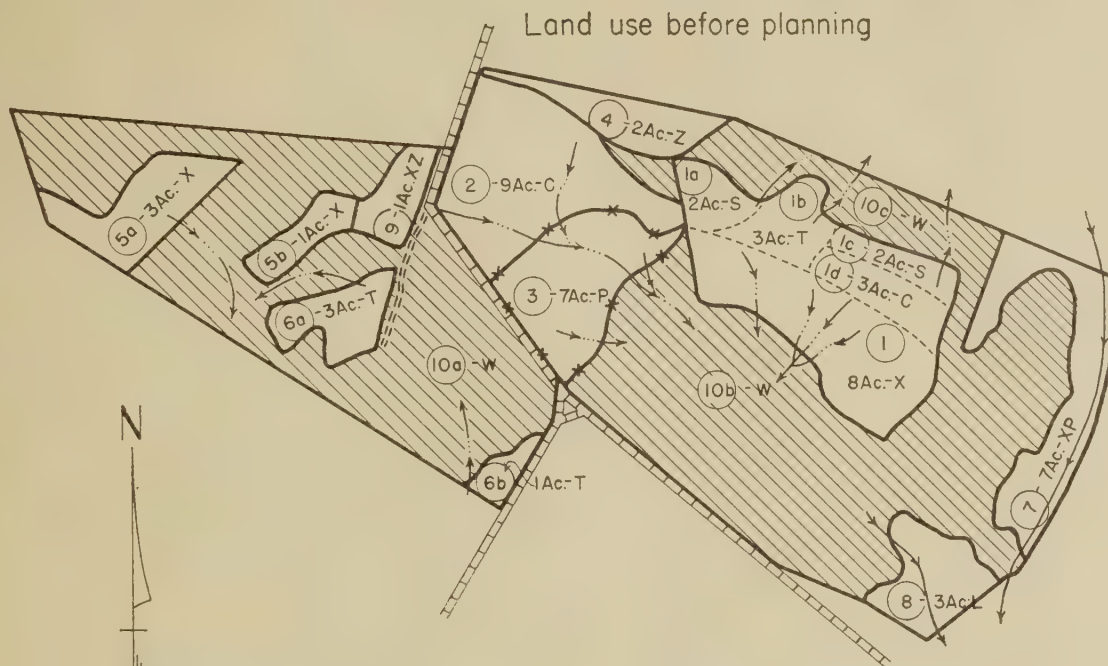 Land use before planning
4 -2Ac.-Z
2 -9Ac.-C
1a
2Ac.-S
1b
3Ac.-T
10c -W
1c 2Ac.-S
1d 3Ac.-C
1
8Ac.-X
5a -3Ac.-X
5b -1Ac.-X
9 -1Ac.XZ
6a -3Ac.-T
3 -7Ac.-P
10a -W
10b -W
N
6b 1Ac.-T
7 -7Ac.-XP
8 -3Ac.L